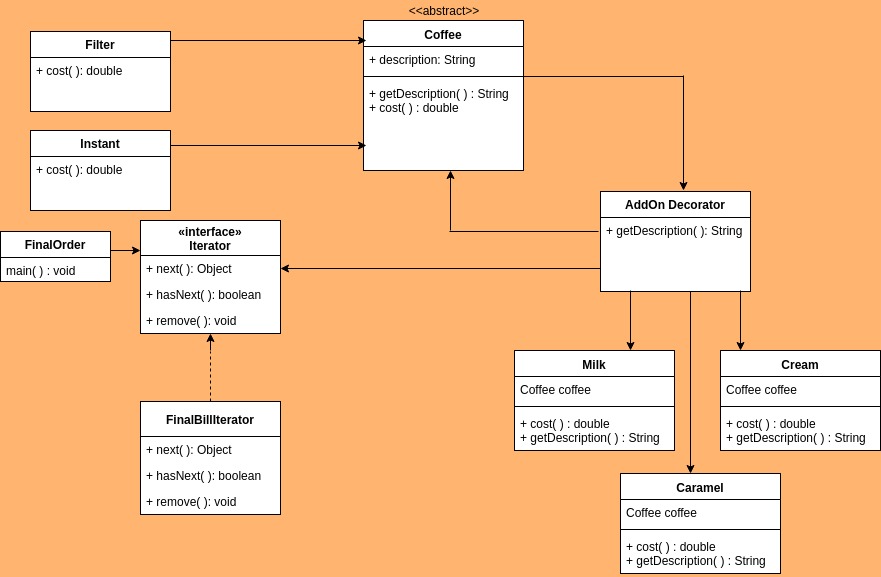 <<abstract>>
Coffee
+ description: String
+ getDescription( ) : String
+ cost( ) : double
Filter
+ cost( ): double
Instant
+ cost( ): double
AddOn Decorator
+ getDescription( ): String
FinalOrder
main( ) : void
«interface»
Iterator
+ next( ): Object
+ hasNext( ): boolean
+ remove( ): void
FinalBillIterator
+ next( ): Object
+ hasNext( ): boolean
+ remove( ): void
Milk
Coffee coffee
+ cost( ) : double
+ getDescription( ) : String
Cream
Coffee coffee
+ cost( ) : double
+ getDescription( ) : String
Caramel
Coffee coffee
+ cost( ) : double
+ getDescription( ) : String